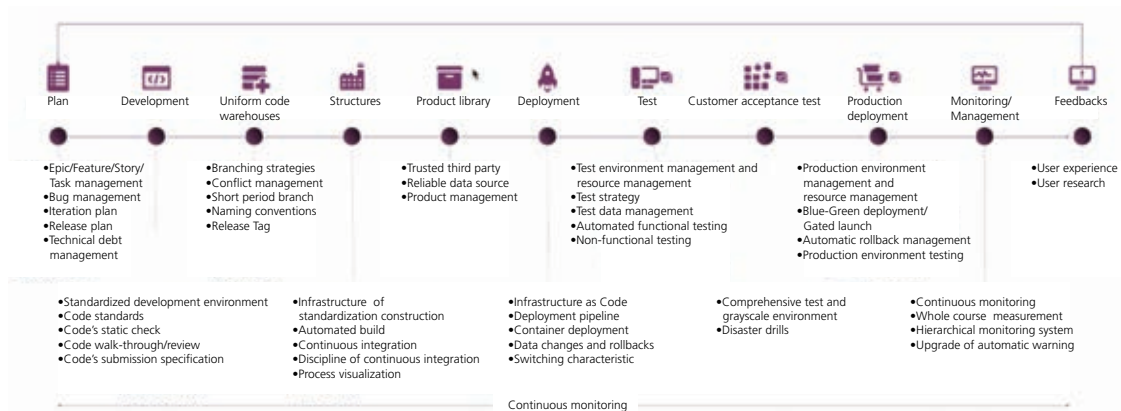 Plan
Development
Uniform code
warehouses
Structures
Product library
Deployment
Test
Customer acceptance test
Production
deployment
Monitoring/
Management
Feedbacks
•Epic/Feature/Story/
Task management
•Bug management
•Iteration plan
•Release plan
•Technical debt
management
•Branching strategies
•Conflict management
•Short period branch
•Naming conventions
•Release Tag
•Trusted third party
•Reliable data source
•Product management
•Test environment management and
resource management
•Test strategy
•Test data management
•Automated functional testing
•Non-functional testing
•Production environment
management and
resource management
•Blue-Green deployment/
Gated launch
•Automatic rollback management
•Production environment testing
•User experience
•User research
•Standardized development environment
•Code standards
•Code's static check
•Code walk-through/review
•Code's submission specification
•Infrastructure of
standardization construction
•Automated build
•Continuous integration
•Discipline of continuous integration
•Process visualization
•Infrastructure as Code
•Deployment pipeline
•Container deployment
•Data changes and rollbacks
•Switching characteristic
•Comprehensive test and
grayscale environment
•Disaster drills
•Continuous monitoring
•Whole course measurement
•Hierarchical monitoring system
•Upgrade of automatic warning
Continuous monitoring